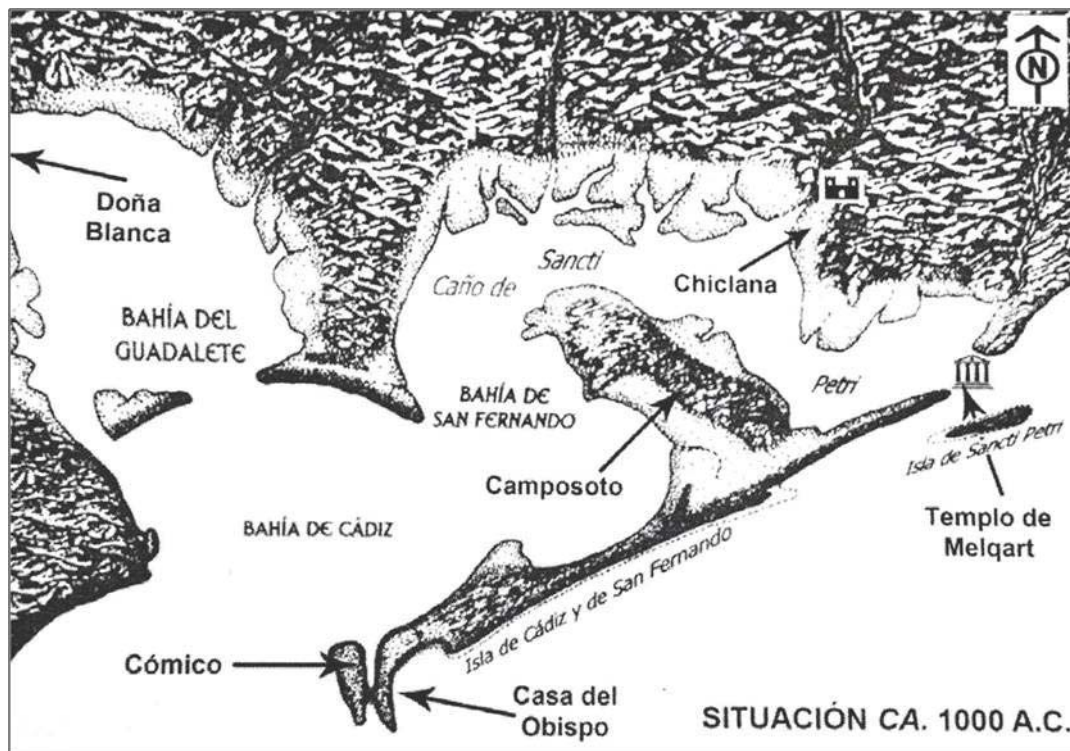 N
Doña
Blanca
Sancti
Caño de
Chiclana
BAHÍA DEL
GUADALETE
BAHÍA DE
SAN FERNANDO
Petri
Isla de Sancti Petri
Camposoto
Templo de
Melqart
BAHÍA DE CÁDIZ
Isla de Cádiz y de San Fernando
Cómico
Casa del
Obispo
SITUACIÓN CA. 1000 A.C.